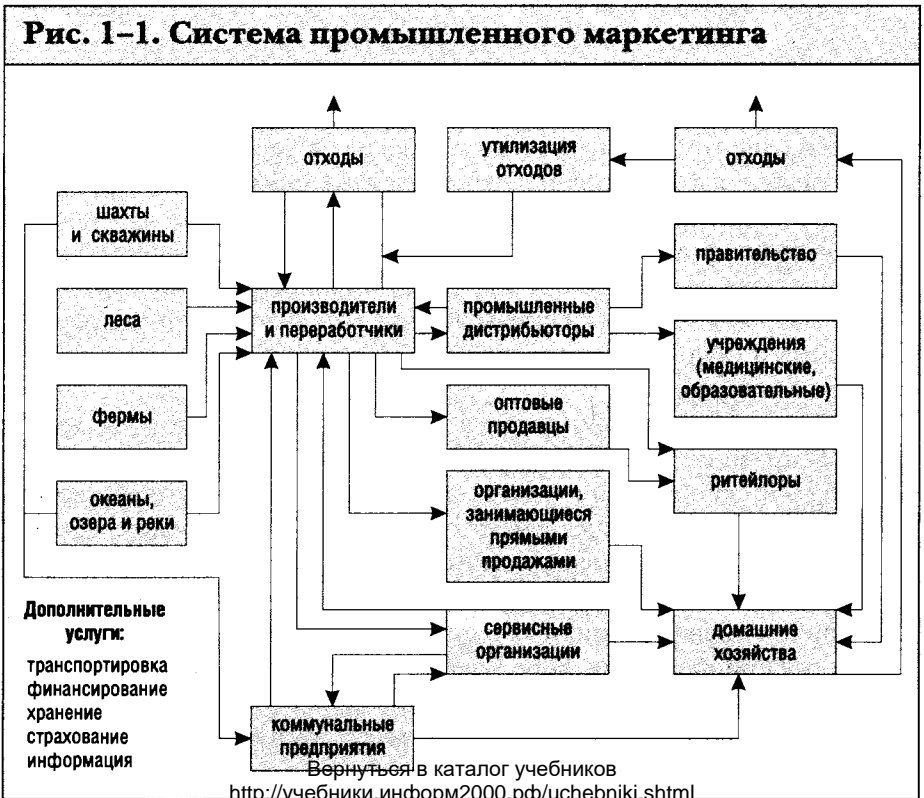 Рис. 1–1. Система промышленного маркетинга
отходы
утилизация
отходов
отходы
шахты
и скважины
правительство
леса
производители
и переработчики
промышленные
дистрибьюторы
учреждения
(медицинские,
образовательные)
фермы
оптовые
продавцы
ритейлоры
океаны,
озера и реки
организации,
занимающиеся
прямыми
продажами
Дополнительные
услуги:
транспортировка
финансирование
хранение
страхование
информация
сервисные
организации
домашние
хозяйства
коммунальные
предприятия
Вернуться в каталог учебников
http://учебники.информ2000.рф/uchebniki.shtml